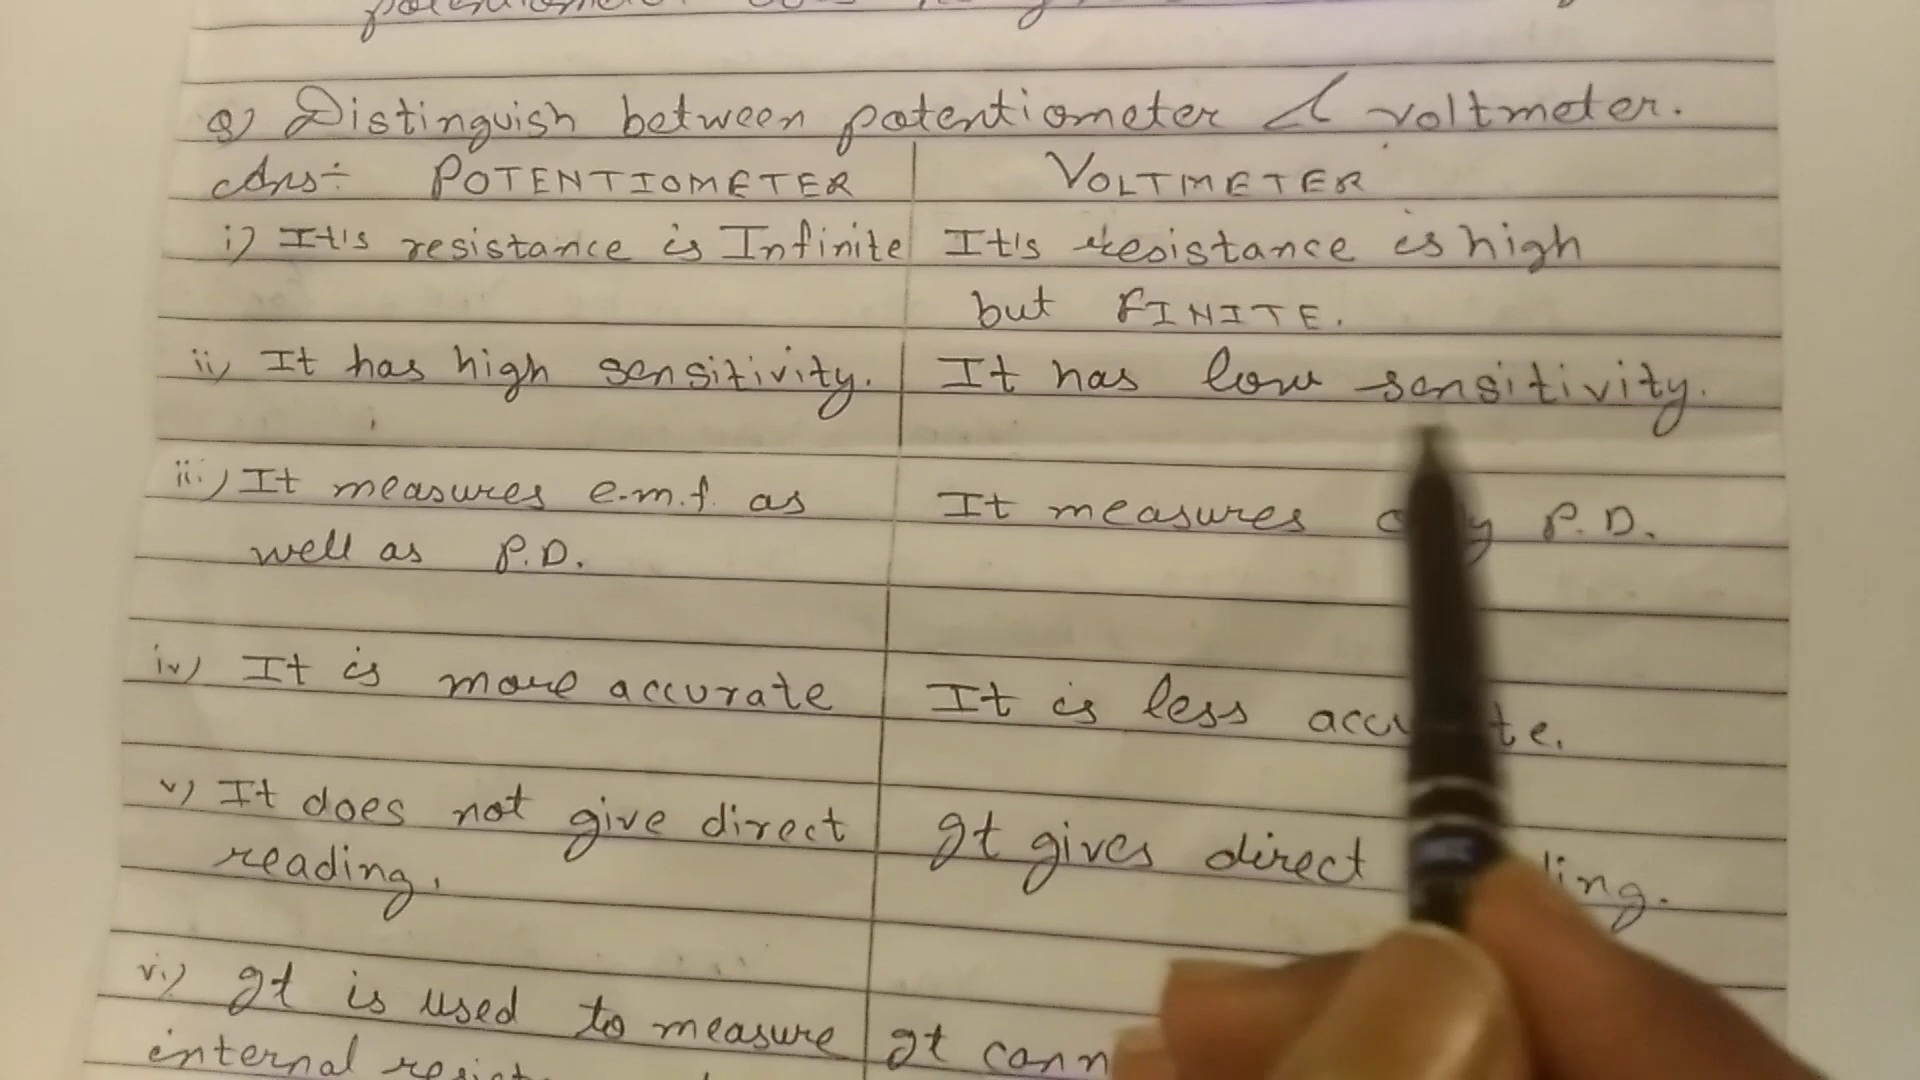 Q) Distinguish between potentiometer & voltmeter.
Ans÷ POTENTIOMETER VOLTMETER
i) It's resistance is Infinite It's resistance is high
but FINITE.
ii) It has high sensitivity. It has low sensitivity.
iii) It measures e.m.f. as It measures P.D.
well as P.D.
iv) It is more accurate It is less
v) It does not give direct It gives direct
reading.
vi) It is used to measure It
internal